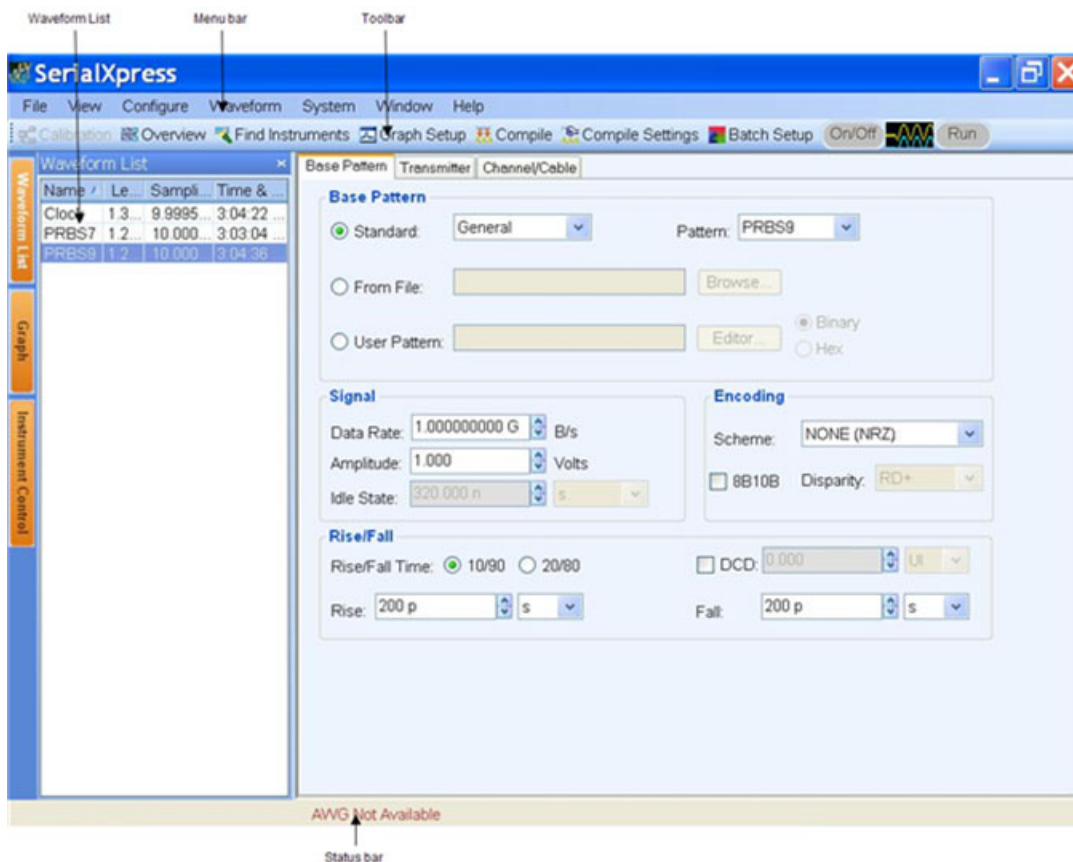 Waveform List Menu bar Toolbar
SerialXpress
File View Configure Waveform System Window Help
Calibration Overview Find Instruments Graph Setup Compile Compile Settings Batch Setup On/Off Run
Waveform List
Graph
Instrument Control
Waveform List
Name Le... Sampli... Time & ...
Clock 1.3... 9.9995... 3:04:22 ...
PRBS7 1.2... 10.000... 3:03:04 ...
PRBS9 1.2... 10.000... 3:04:36 ...
Base Pattern Transmitter Channel/Cable
Base Pattern
Standard: General Pattern: PRBS9
From File: Browse...
User Pattern: Editor... Binary
Hex
Signal
Data Rate: 1.000000000 G B/s
Amplitude: 1.000 Volts
Idle State: 320.000 n s
Encoding
Scheme: NONE (NRZ)
8B10B Disparity: RD+
Rise/Fall
Rise/Fall Time: 10/90 20/80 DCD: 0.000 UI
Rise: 200 p s Fall: 200 p s
AWG Not Available
Status bar